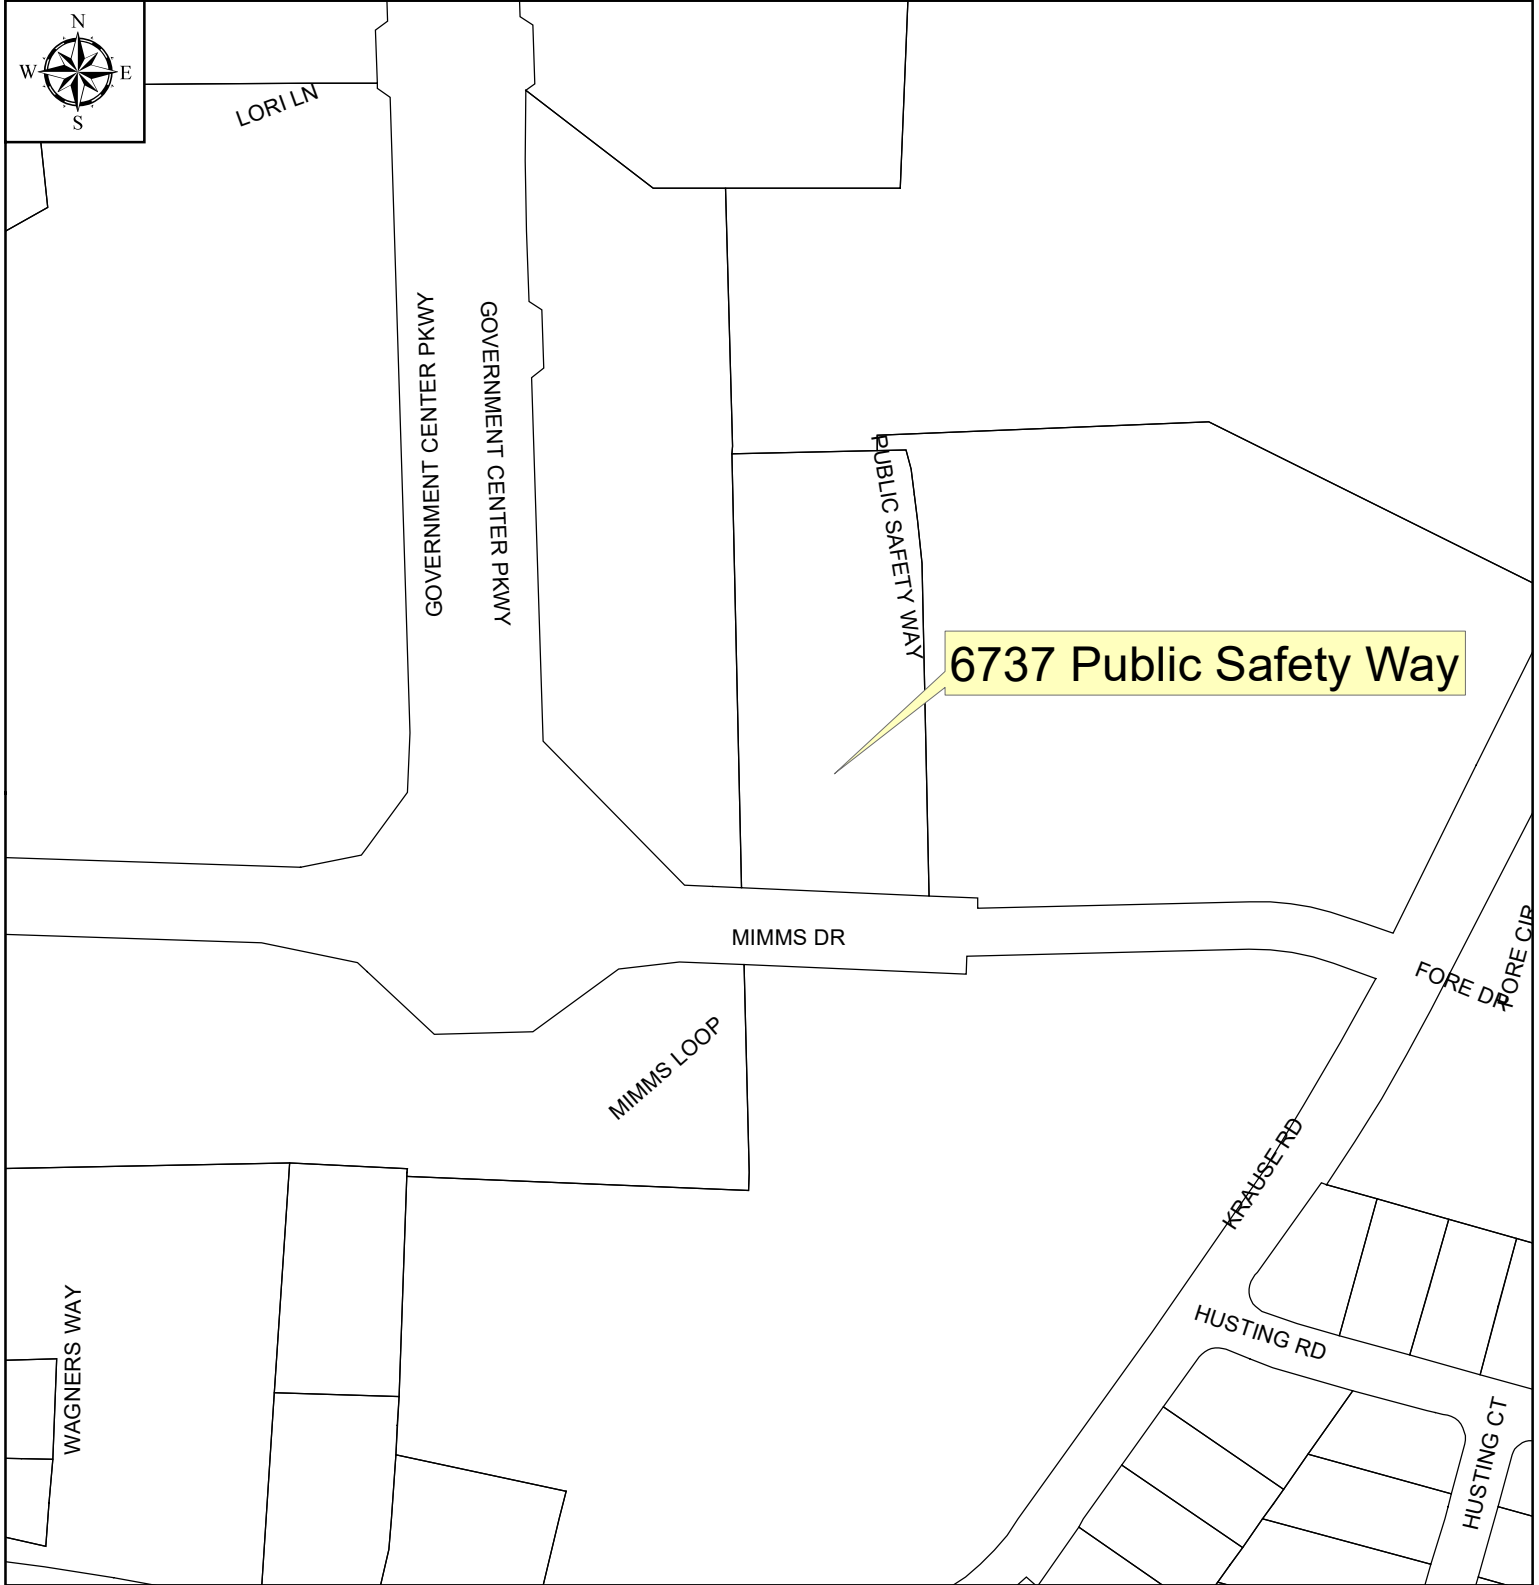 N
W E
S
LORI LN
GOVERNMENT CENTER PKWY
GOVERNMENT CENTER PKWY
PUBLIC SAFETY WAY
6737 Public Safety Way
MIMMS DR
FORE CIR
FORE DR
MIMMS LOOP
KRAUSE RD
WAGNERS WAY
HUSTING RD
HUSTING CT